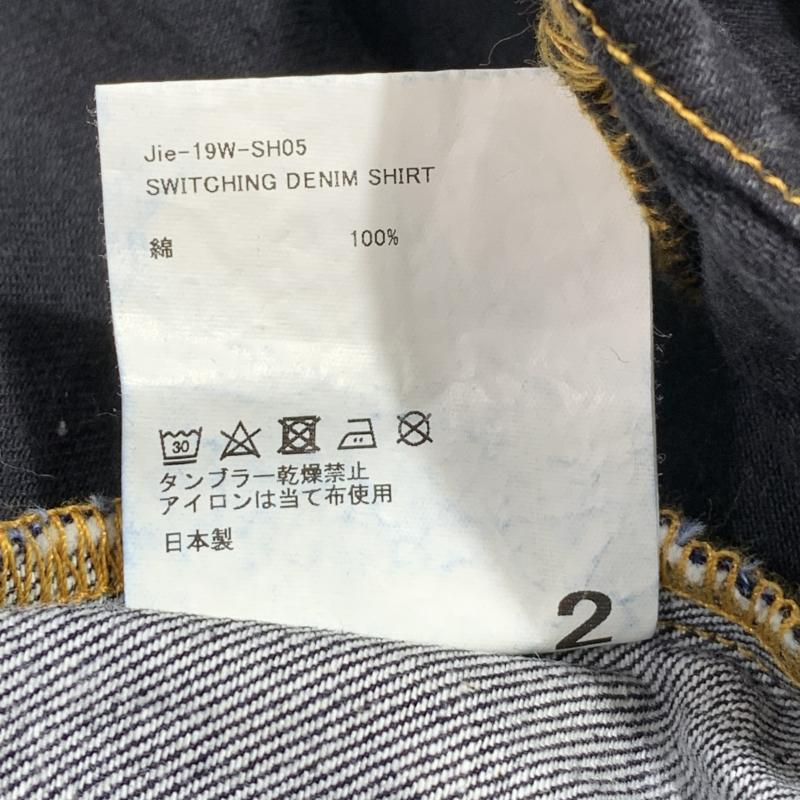 Jie-19W-SH05
SWITCHING DENIM SHIRT
綿 100%
30
タンブラー乾燥禁止
アイロンは当て布使用
日本製
2